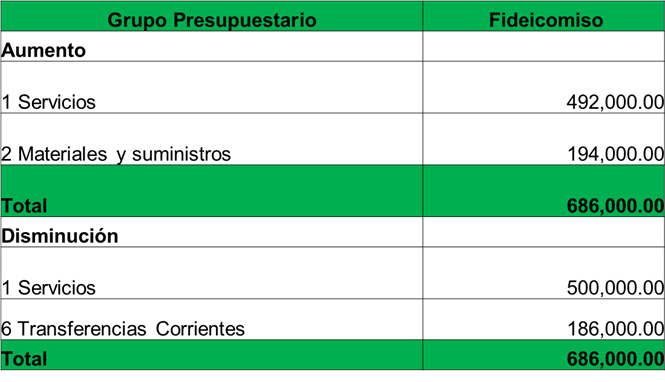 Grupo Presupuestario Fideicomiso
Aumento
1 Servicios 492,000.00
2 Materiales y suministros 194,000.00
Total 686,000.00
Disminución
1 Servicios 500,000.00
6 Transferencias Corrientes 186,000.00
Total 686,000.00